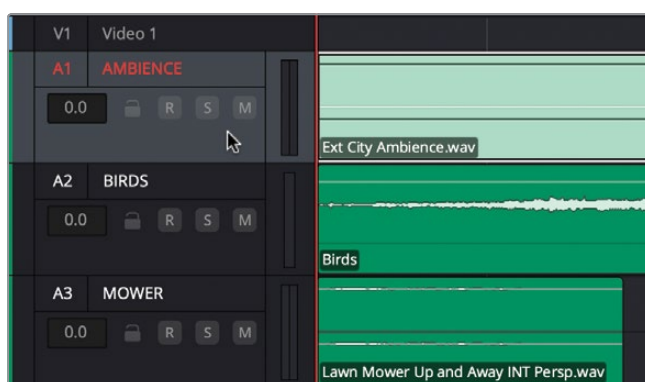 V1 Video 1
A1 AMBIENCE
0.0 R S M
Ext City Ambience.wav
A2 BIRDS
0.0 R S M
Birds
A3 MOWER
0.0 R S M
Lawn Mower Up and Away INT Persp.wav